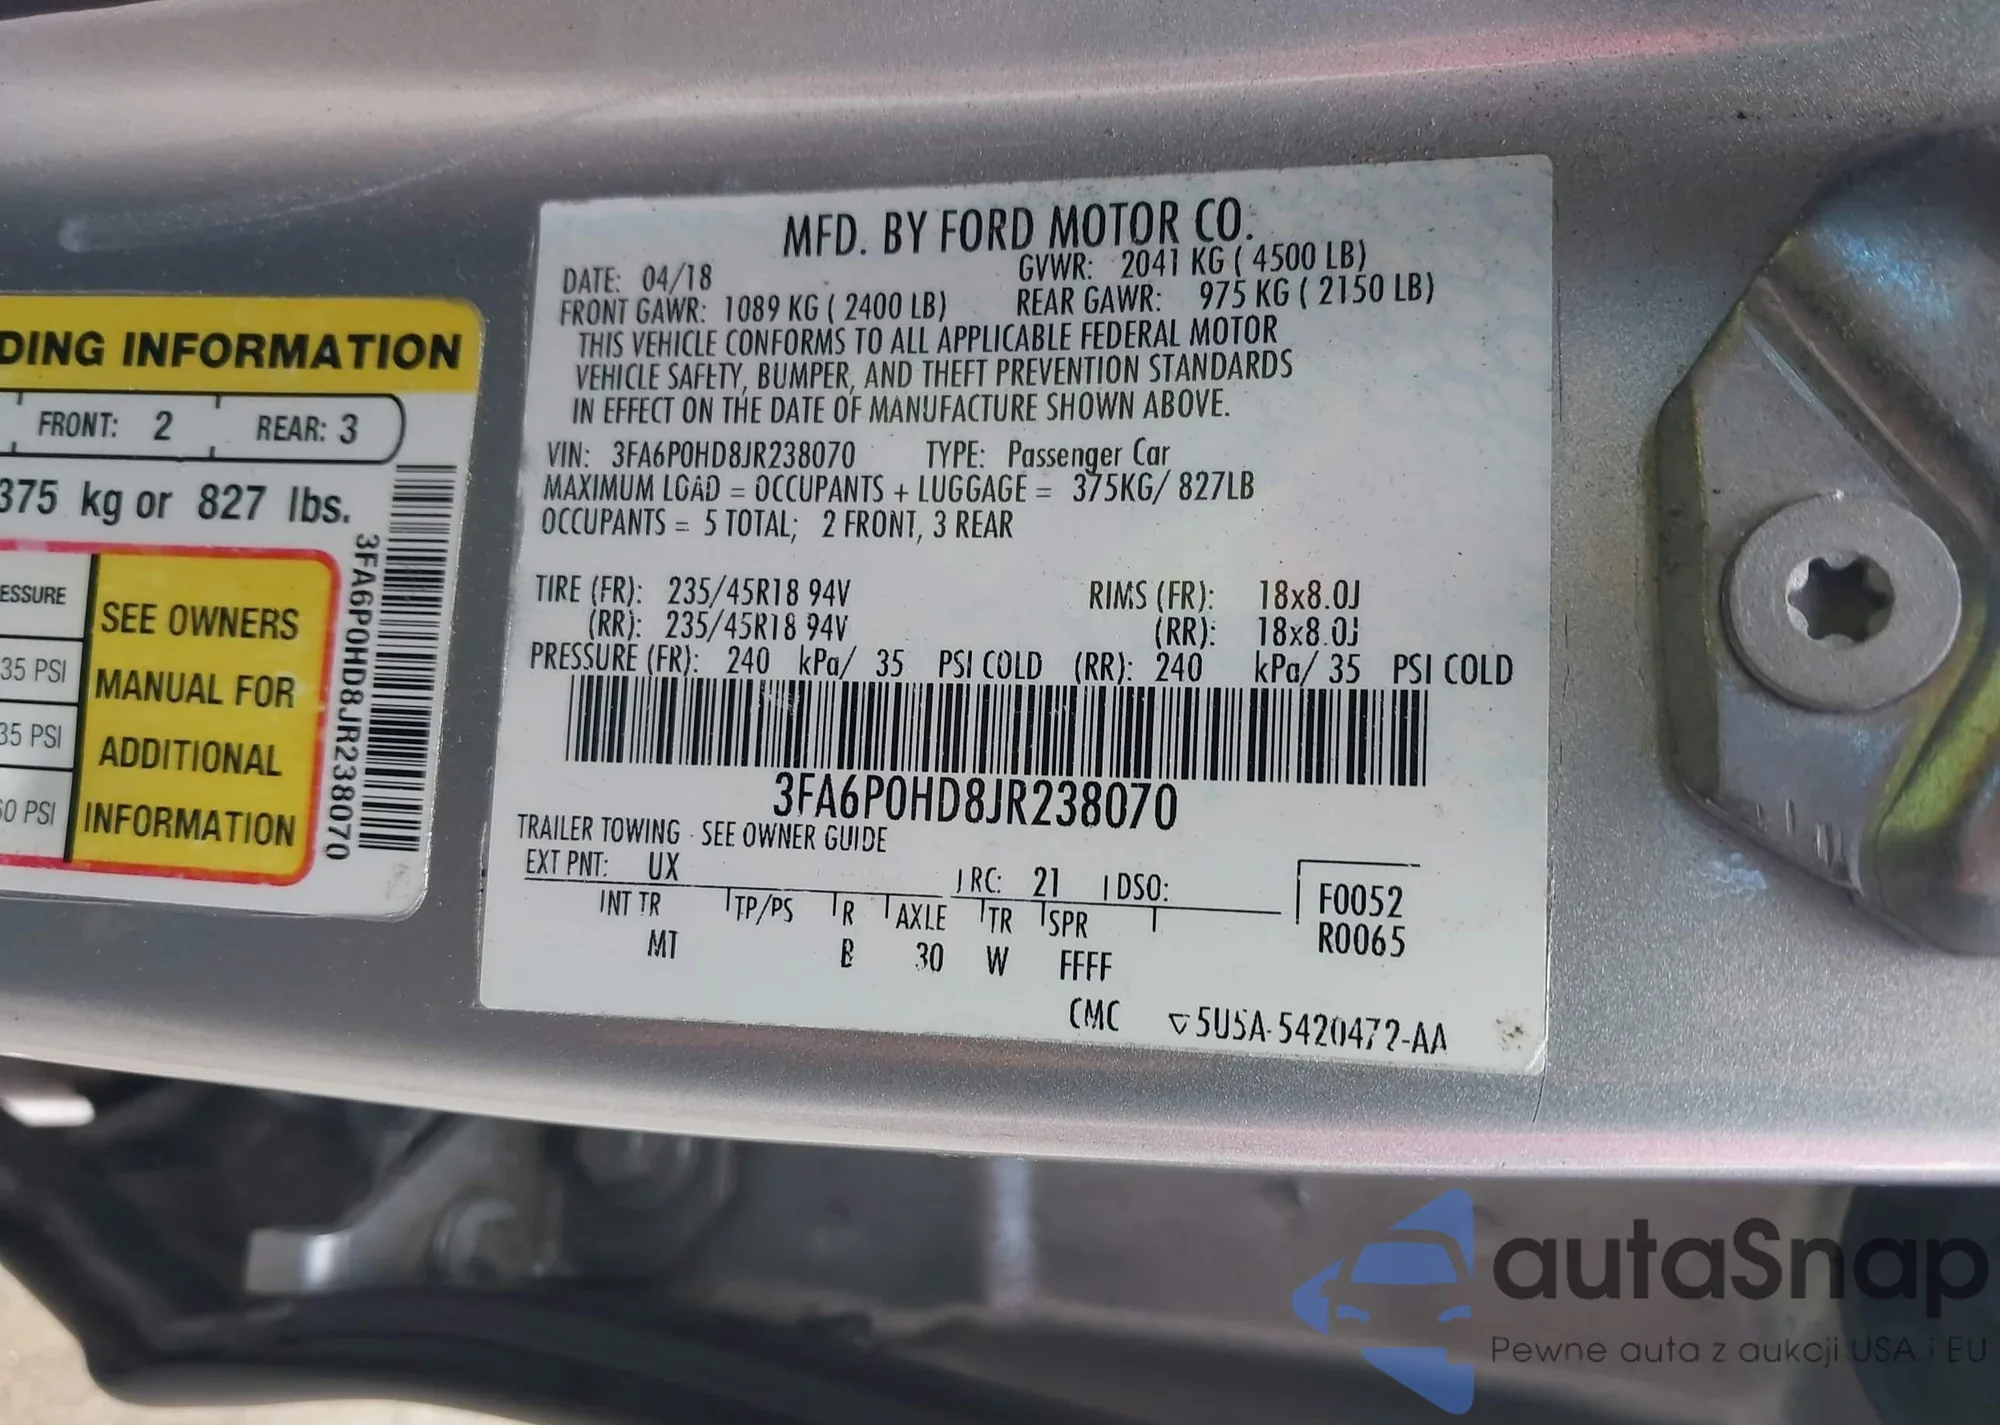 DING INFORMATION
FRONT: 2 REAR: 3
375 kg or 827 lbs.
ESSURE
35 PSI
35 PSI
60 PSI
SEE OWNERS
MANUAL FOR
ADDITIONAL
INFORMATION
3FA6P0HD8JR238070
MFD. BY FORD MOTOR CO.
DATE: 04/18 GVWR: 2041 KG ( 4500 LB)
FRONT GAWR: 1089 KG ( 2400 LB) REAR GAWR: 975 KG ( 2150 LB)
THIS VEHICLE CONFORMS TO ALL APPLICABLE FEDERAL MOTOR
VEHICLE SAFETY, BUMPER, AND THEFT PREVENTION STANDARDS
IN EFFECT ON THE DATE OF MANUFACTURE SHOWN ABOVE.
VIN: 3FA6P0HD8JR238070 TYPE: Passenger Car
MAXIMUM LOAD = OCCUPANTS + LUGGAGE = 375KG/ 827LB
OCCUPANTS = 5 TOTAL; 2 FRONT, 3 REAR
TIRE (FR): 235/45R18 94V RIMS (FR): 18x8.0J
(RR): 235/45R18 94V (RR): 18x8.0J
PRESSURE (FR): 240 kPa/ 35 PSI COLD (RR): 240 kPa/ 35 PSI COLD
3FA6P0HD8JR238070
TRAILER TOWING - SEE OWNER GUIDE
EXT PNT: UX RC: 21 DSO:
INT TR TP/PS R AXLE TR SPR
MT B 30 W FFFF
F0052
R0065
CMC ▽5U5A-5420472-AA
autaSnap
Pewne auta z aukcji USA i EU